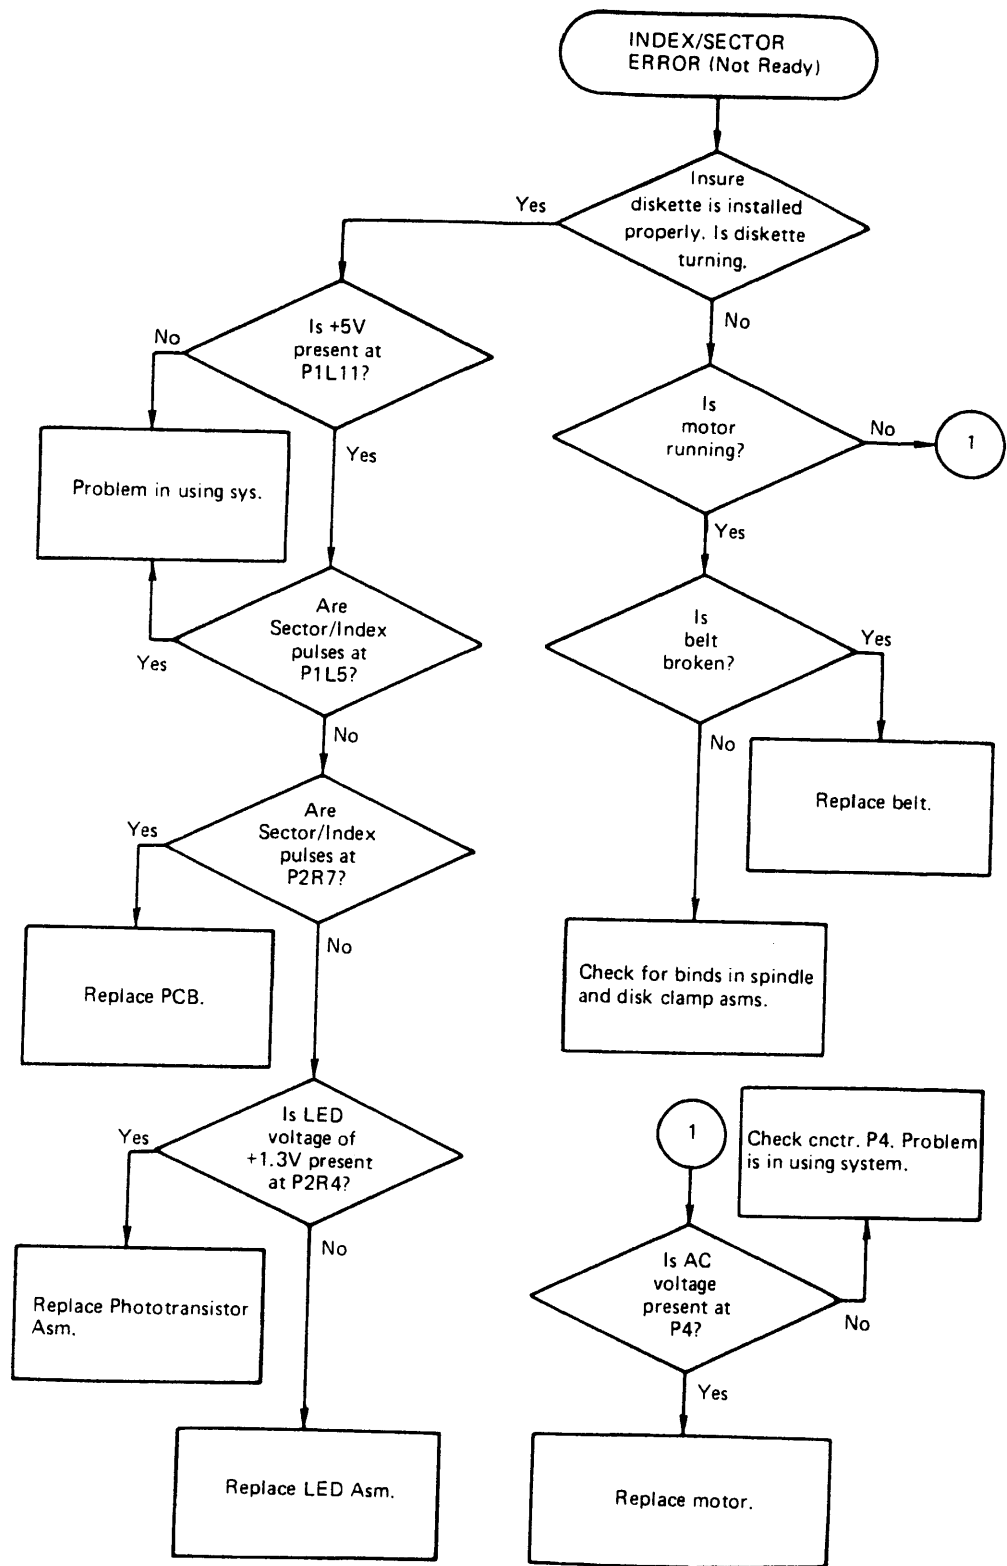 INDEX/SECTOR
ERROR (Not Ready)
Insure
diskette is installed
properly. Is diskette
turning.
Yes
No
Is +5V
present at
P1L11?
No
Yes
Problem in using sys.
Is
motor
running?
No
1
Yes
Are
Sector/Index
pulses at
P1L5?
Yes
No
Is
belt
broken?
Yes
No
Replace belt.
Are
Sector/Index
pulses at
P2R7?
Yes
No
Replace PCB.
Check for binds in spindle
and disk clamp asms.
Is LED
voltage of
+1.3V present
at P2R4?
Yes
No
Replace Phototransistor
Asm.
Replace LED Asm.
1
Check cnctr. P4. Problem
is in using system.
Is AC
voltage
present at
P4?
No
Yes
Replace motor.